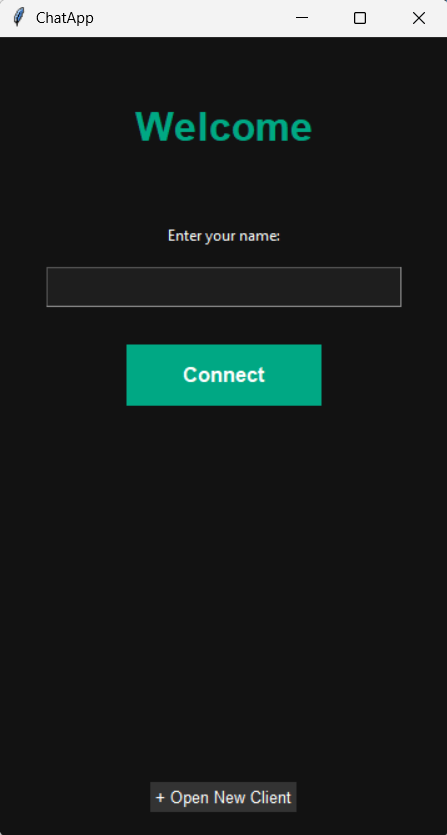 ChatApp
Welcome
Enter your name:
Connect
+ Open New Client